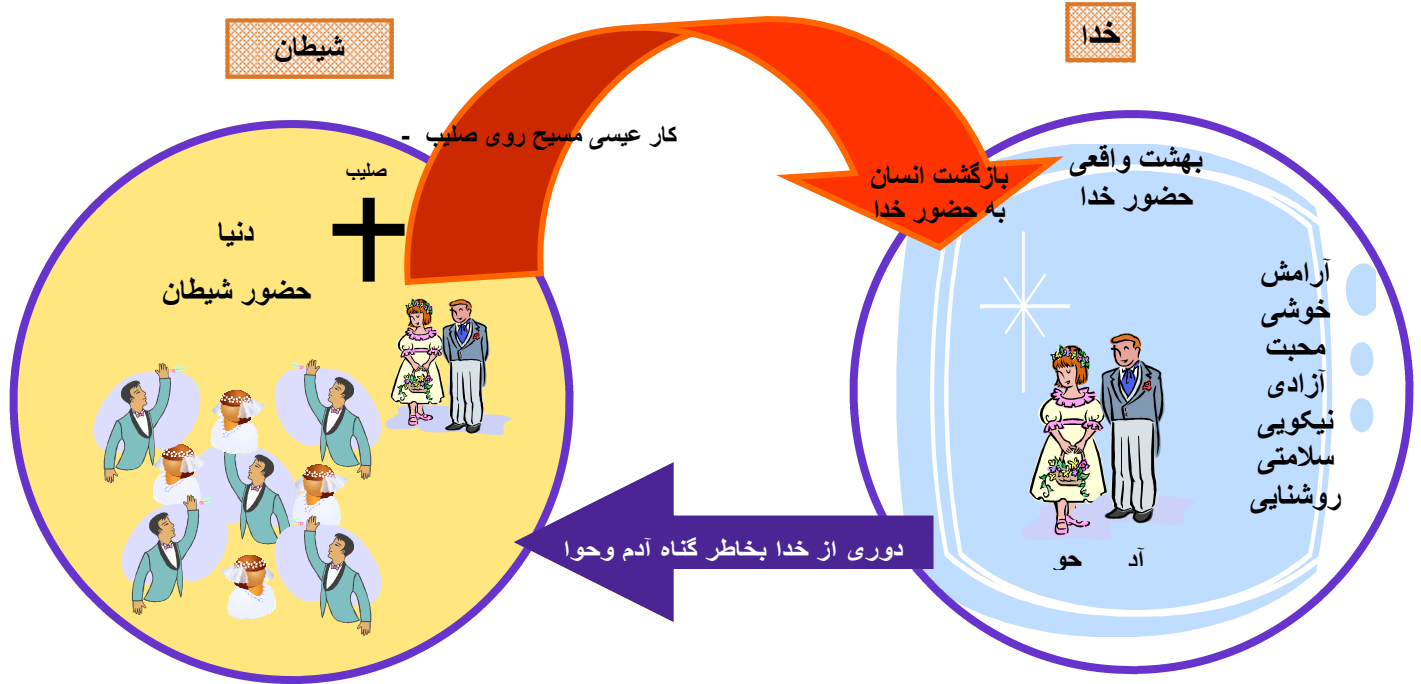 خدا
شیطان
بهشت واقعی
حضور خدا
آرامش
خوشی
محبت
آزادی
نیکویی
سلامتی
روشنایی
آد
حو
بازگشت انسان
به حضور خدا
کار عیسی مسیح روی صلیب -
صلیب
دنیا
حضور شیطان
دوری از خدا بخاطر گناه آدم وحوا